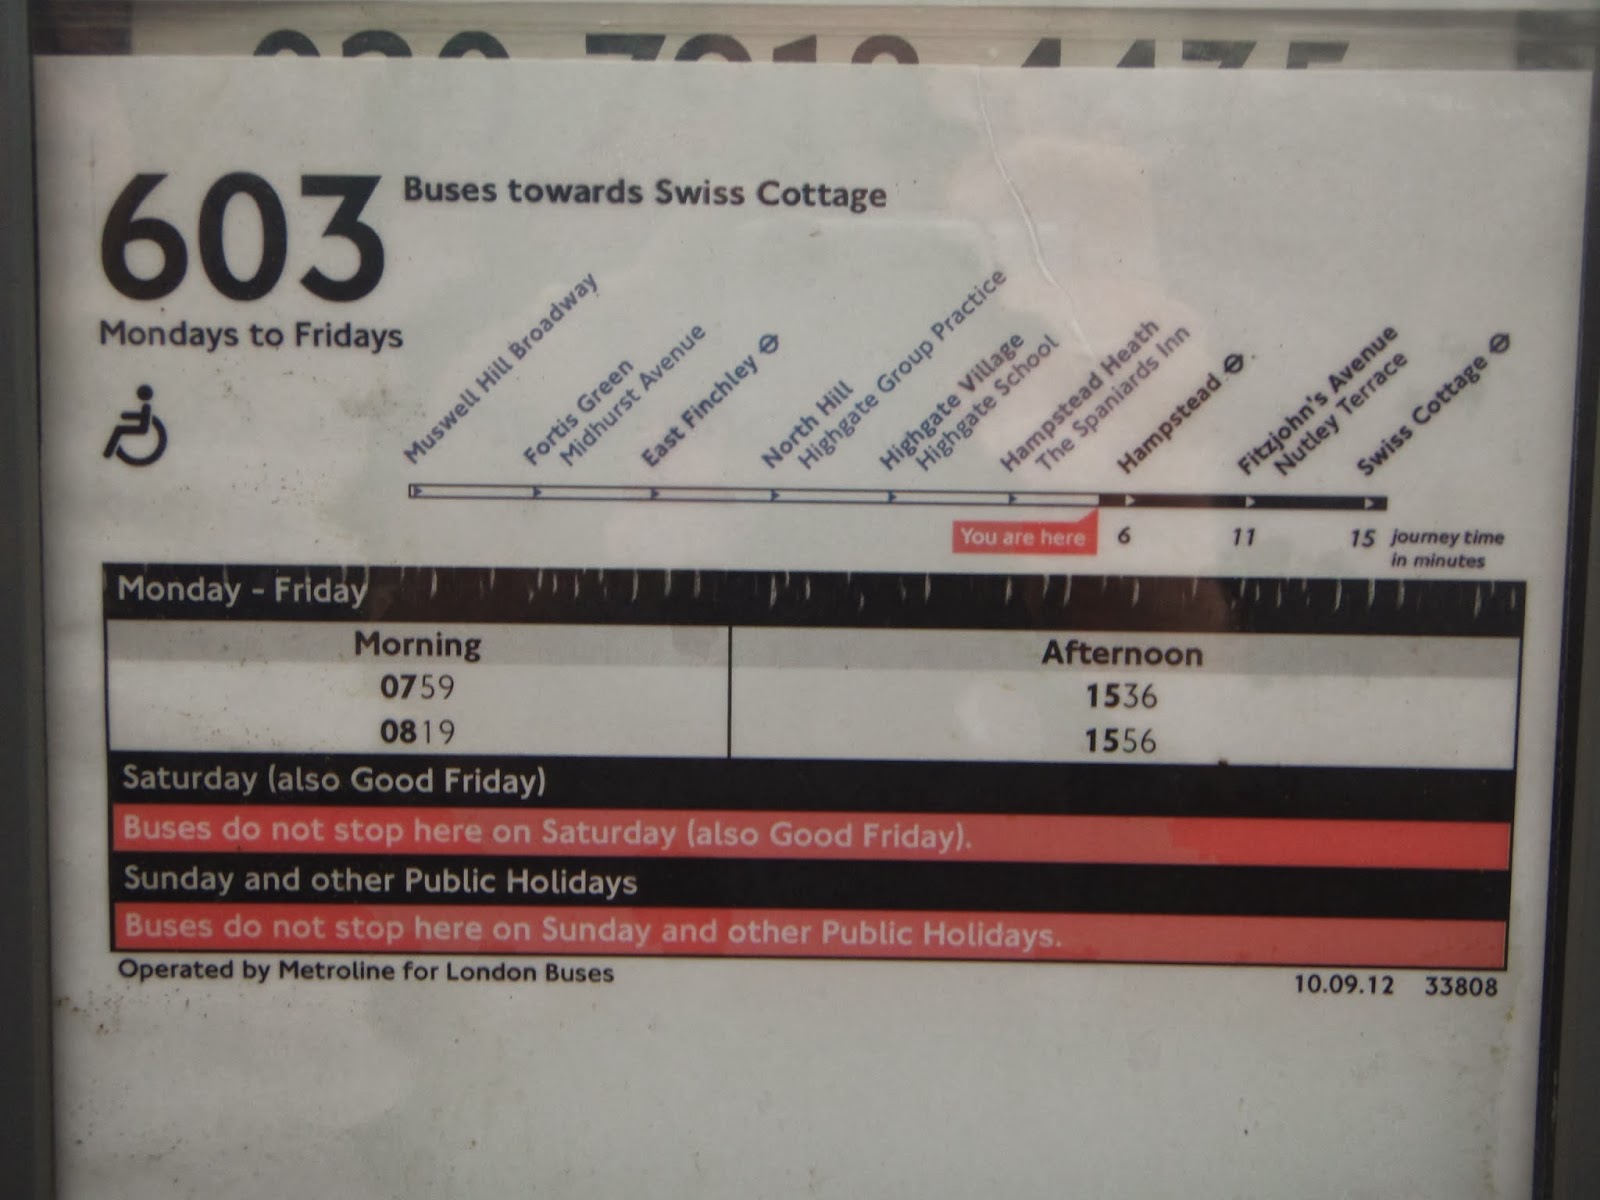 603
Buses towards Swiss Cottage
Mondays to Fridays
Muswell Hill Broadway
Fortis Green
Midhurst Avenue
East Finchley
North Hill
Highgate Group Practice
Highgate Village
Highgate School
Hampstead Heath
The Spaniards Inn
Hampstead
Fitzjohn's Avenue
Nutley Terrace
Swiss Cottage
You are here
6 11 15 journey time
in minutes
Monday - Friday
Morning Afternoon
0759 1536
0819 1556
Saturday (also Good Friday)
Buses do not stop here on Saturday (also Good Friday).
Sunday and other Public Holidays
Buses do not stop here on Sunday and other Public Holidays.
Operated by Metroline for London Buses
10.09.12 33808